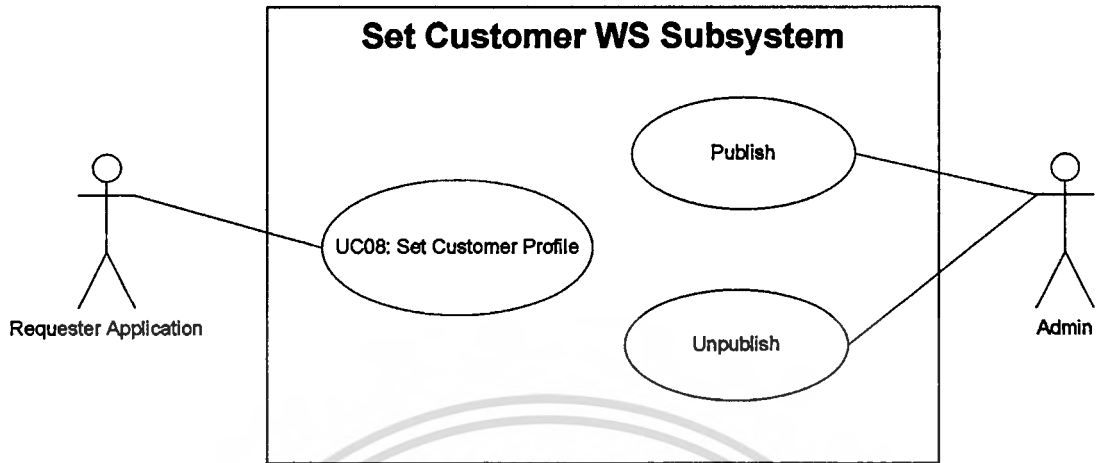 Set Customer WS Subsystem
Publish
UC08: Set Customer Profile
Unpublish
Requester Application
Admin